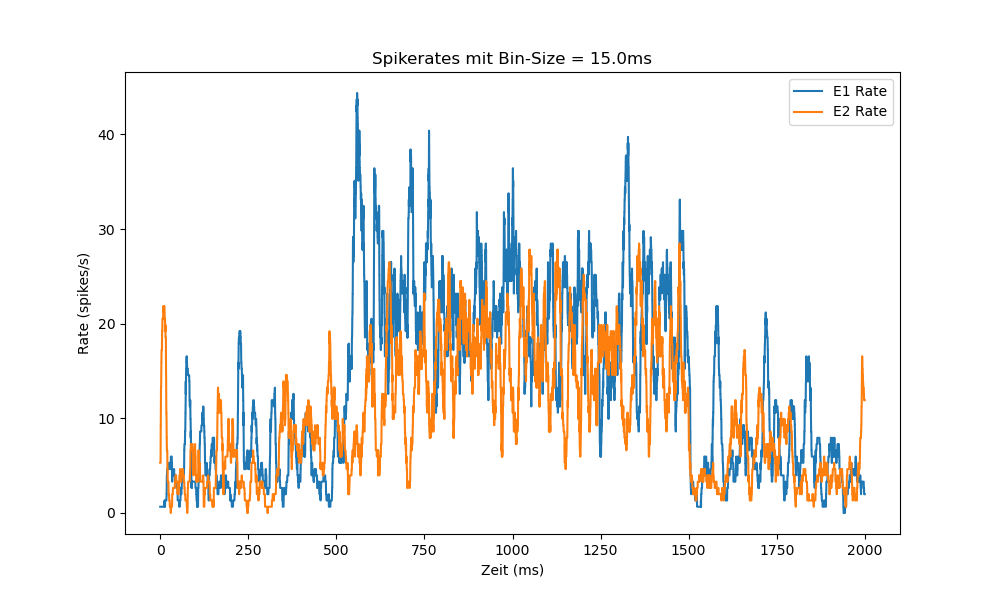 Spikerates mit Bin-Size = 15.0ms
E1 Rate
E2 Rate
Rate (spikes/s)
40
30
20
10
0
0 250 500 750 1000 1250 1500 1750 2000
Zeit (ms)